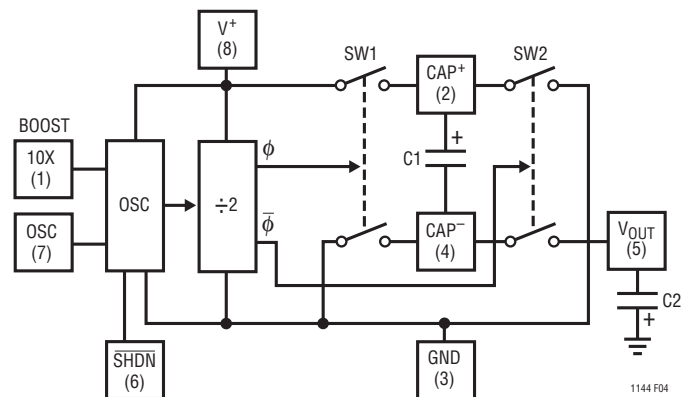 V+
(8)
SW1
CAP+
(2)
SW2
BOOST
10X
(1)
OSC
÷2
ϕ
ϕ̅
+
C1
OSC
(7)
CAP−
(4)
VOUT
(5)
C2
+
S̅H̅D̅N̅
(6)
GND
(3)
1144 F04